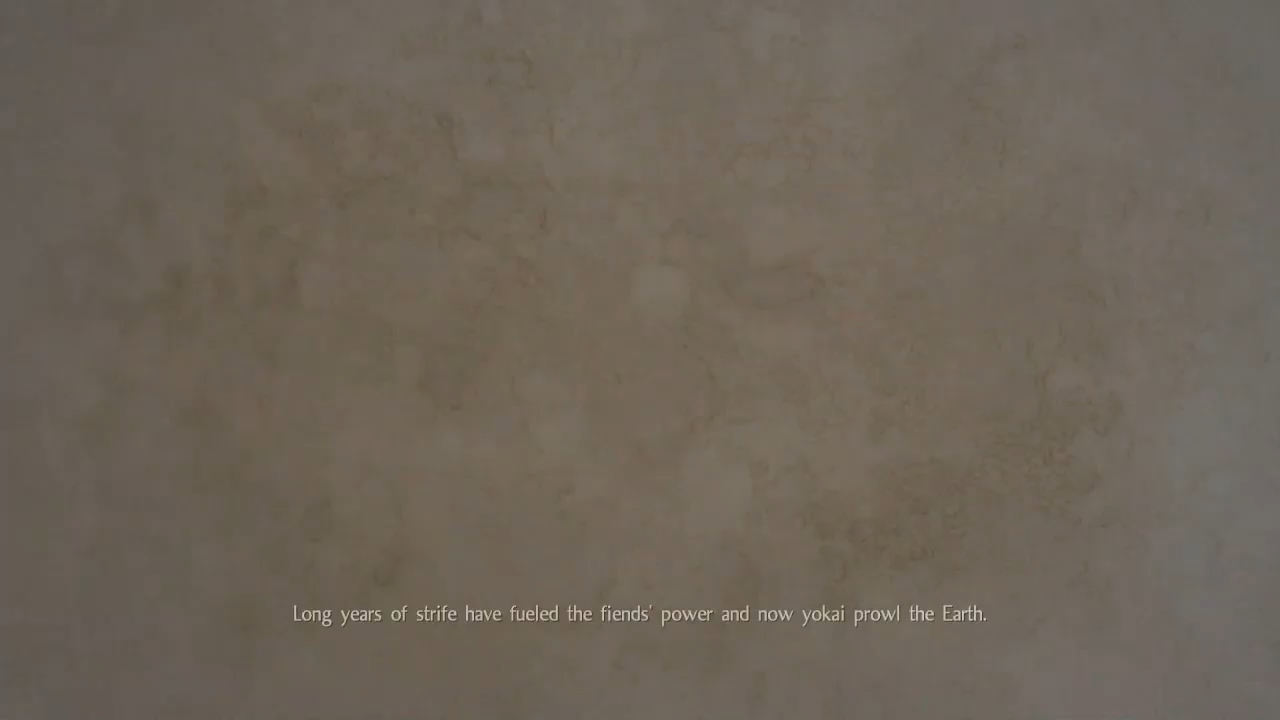 Long years of strife have fueled the fiends' power and now yokai prowl the Earth.